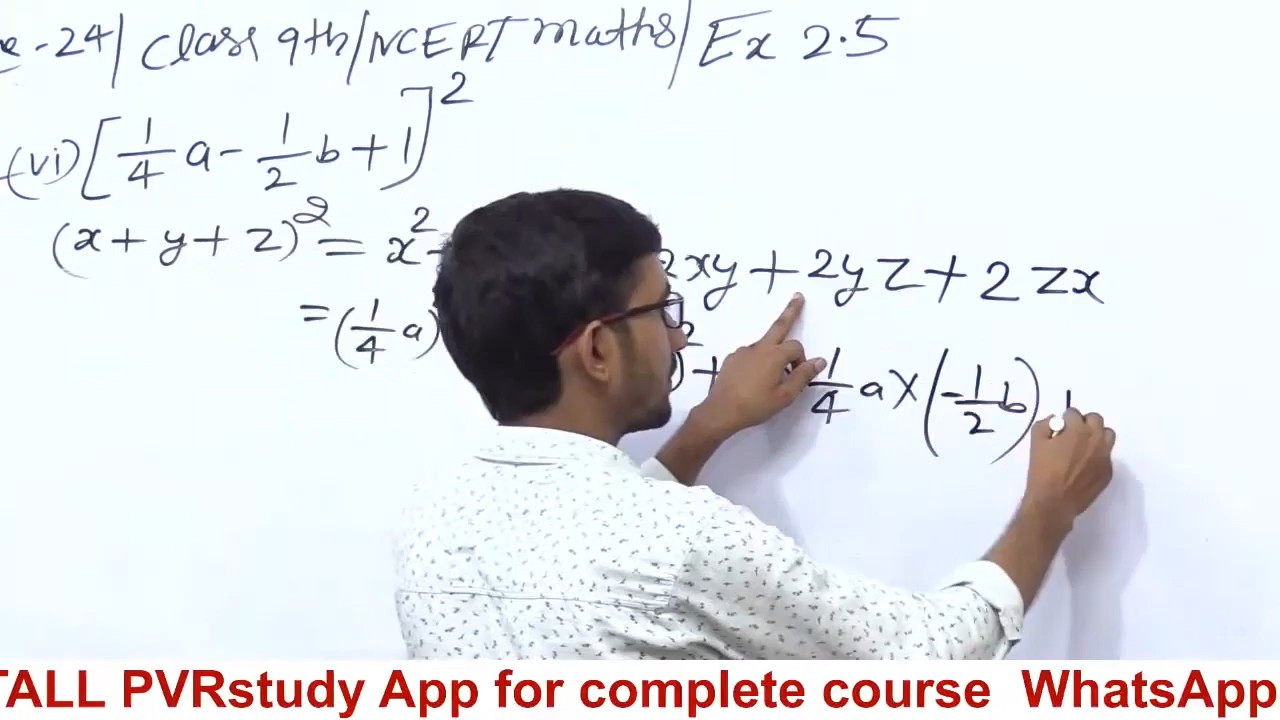 -24/ Class 9th/NCERT maths/ Ex 2.5
(vi) [1/4 a - 1/2 b + 1]²
(x + y + z)² = x² 2xy + 2yz + 2zx
= (1/4 a) )² + 1/4 a × (-1/2 b)
TALL PVRstudy App for complete course WhatsApp